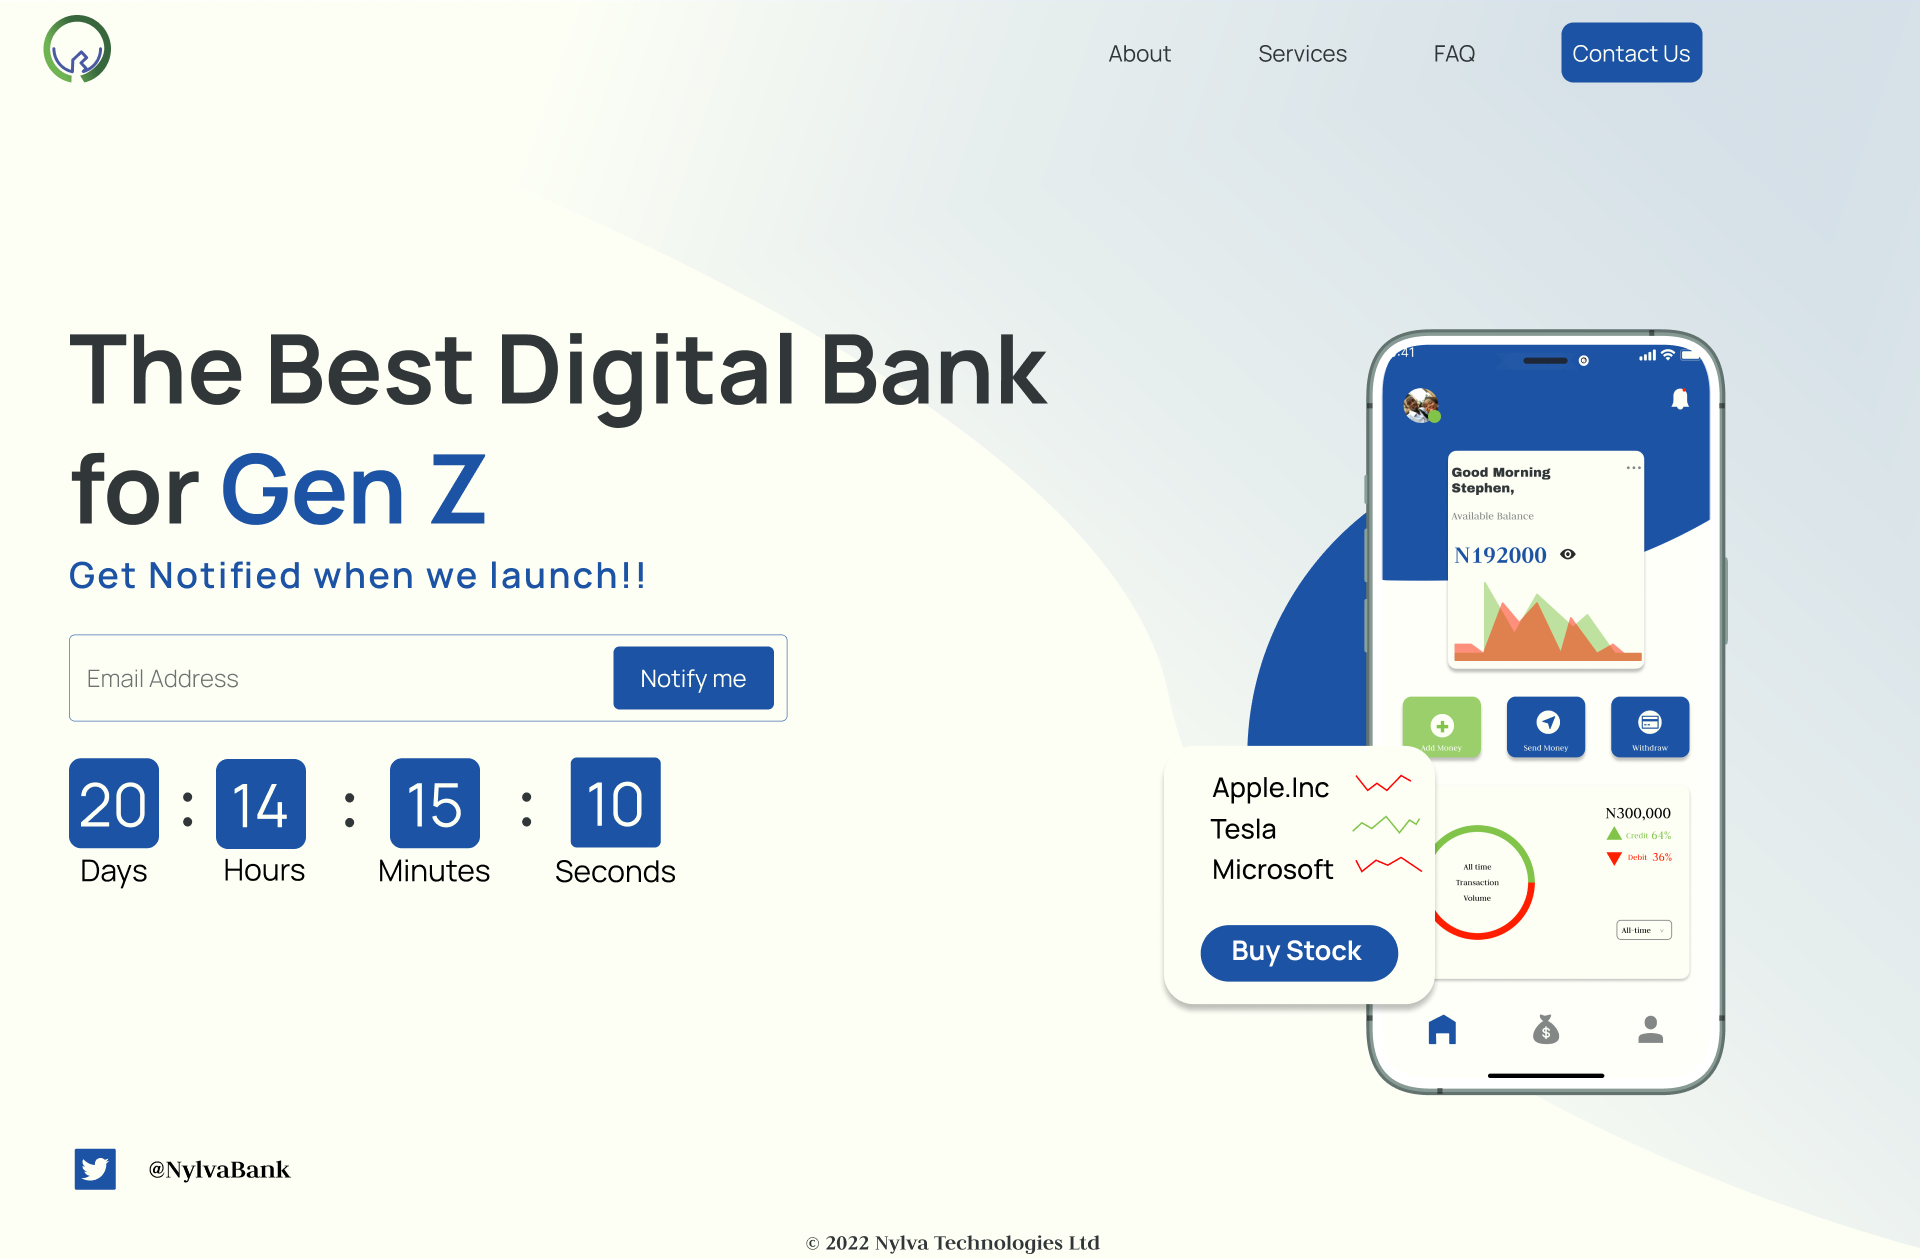 About Services FAQ Contact Us
The Best Digital Bank
for Gen Z
Get Notified when we launch!!
Email Address Notify me
20 : 14 : 15 : 10
Days Hours Minutes Seconds
:41
Good Morning
Stephen,
Available Balance
N192000
Add Money Send Money Withdraw
Apple.Inc
Tesla
Microsoft
Buy Stock
All time
Transaction
Volume
N300,000
Credit 64%
Debit 36%
All-time
@NylvaBank
© 2022 Nylva Technologies Ltd